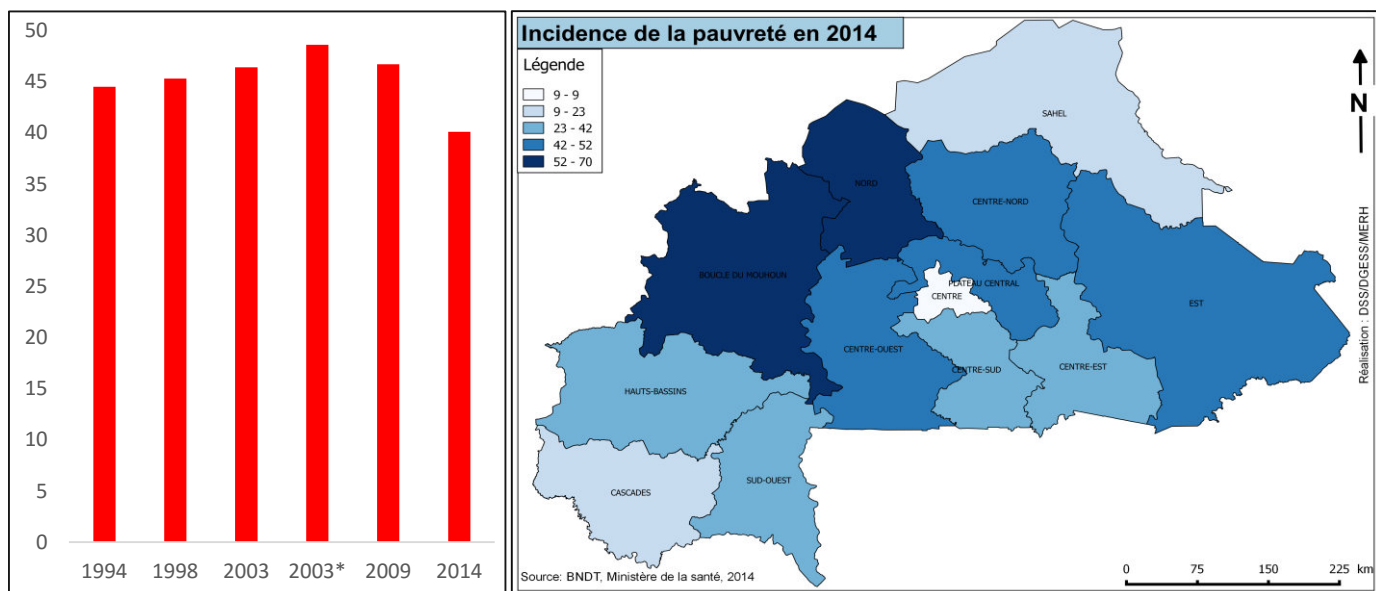 50
45
40
35
30
25
20
15
10
5
0
1994 1998 2003 2003* 2009 2014
Incidence de la pauvreté en 2014
Légende
9 - 9
9 - 23
23 - 42
42 - 52
52 - 70
N
SAHEL
NORD
CENTRE-NORD
BOUCLE DU MOUHOUN
PLATEAU CENTRAL
CENTRE
EST
CENTRE-OUEST
CENTRE-SUD
CENTRE-EST
HAUTS-BASSINS
SUD-OUEST
CASCADES
Réalisation : DSS/DGESS/MERH
Source: BNDT, Ministère de la santé, 2014
0 75 150 225 km